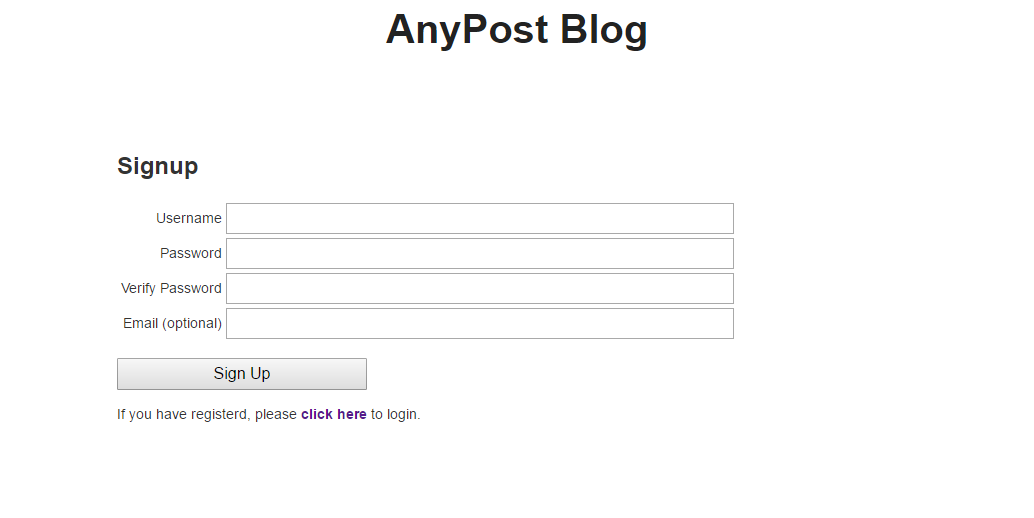 AnyPost Blog
Signup
Username
Password
Verify Password
Email (optional)
Sign Up
If you have registerd, please click here to login.